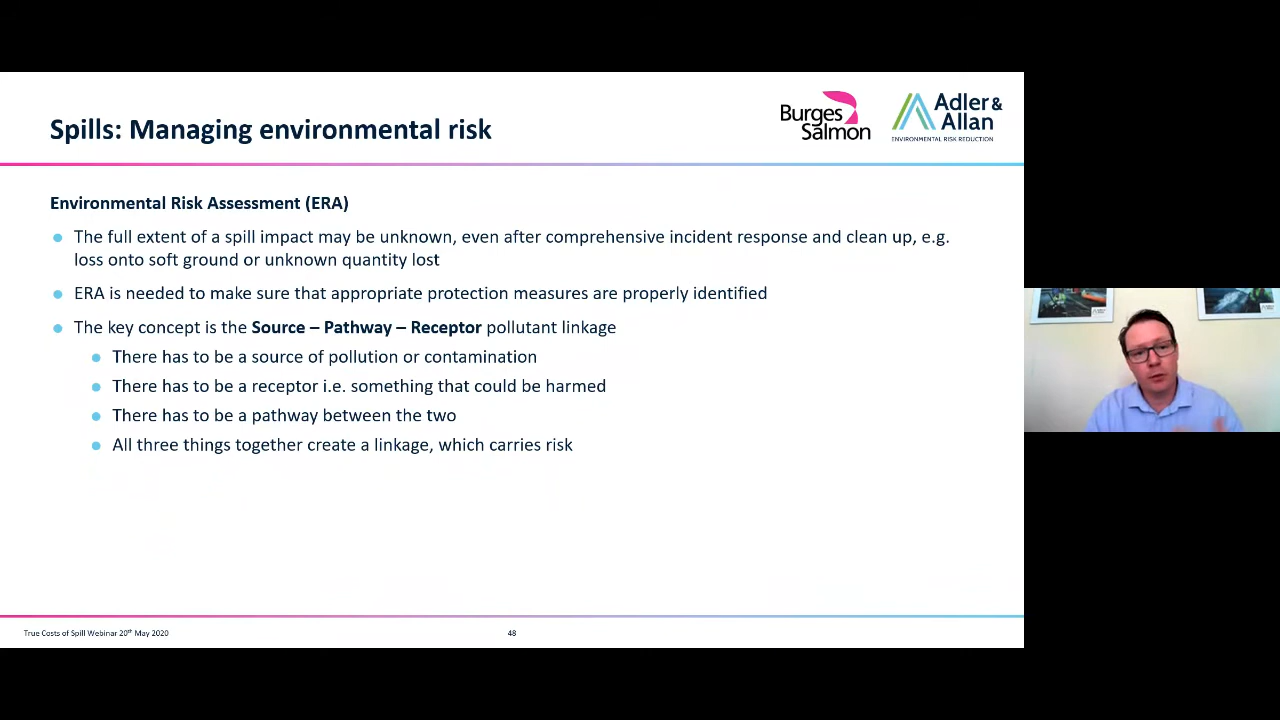 Spills: Managing environmental risk
Burges
Salmon
Adler &
Allan
ENVIRONMENTAL RISK REDUCTION
Environmental Risk Assessment (ERA)
The full extent of a spill impact may be unknown, even after comprehensive incident response and clean up, e.g.
loss onto soft ground or unknown quantity lost
ERA is needed to make sure that appropriate protection measures are properly identified
The key concept is the Source – Pathway – Receptor pollutant linkage
There has to be a source of pollution or contamination
There has to be a receptor i.e. something that could be harmed
There has to be a pathway between the two
All three things together create a linkage, which carries risk
True Costs of Spill Webinar 20th May 2020
48